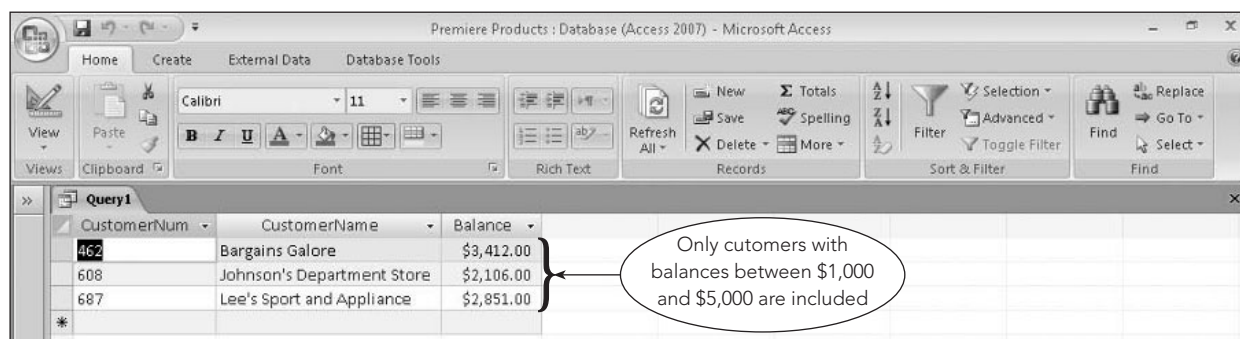 Premiere Products : Database (Access 2007) - Microsoft Access
Home Create External Data Database Tools
View
Views
Paste
Clipboard
Calibri 11
B I U A
Font
Rich Text
Refresh All
New
Save
Delete
Σ Totals
Spelling
More
Records
Filter
Selection
Advanced
Toggle Filter
Sort & Filter
Find
Replace
Go To
Select
Find
Query1
CustomerNum CustomerName Balance
462 Bargains Galore $3,412.00
608 Johnson's Department Store $2,106.00
687 Lee's Sport and Appliance $2,851.00
*
Only cutomers with
balances between $1,000
and $5,000 are included